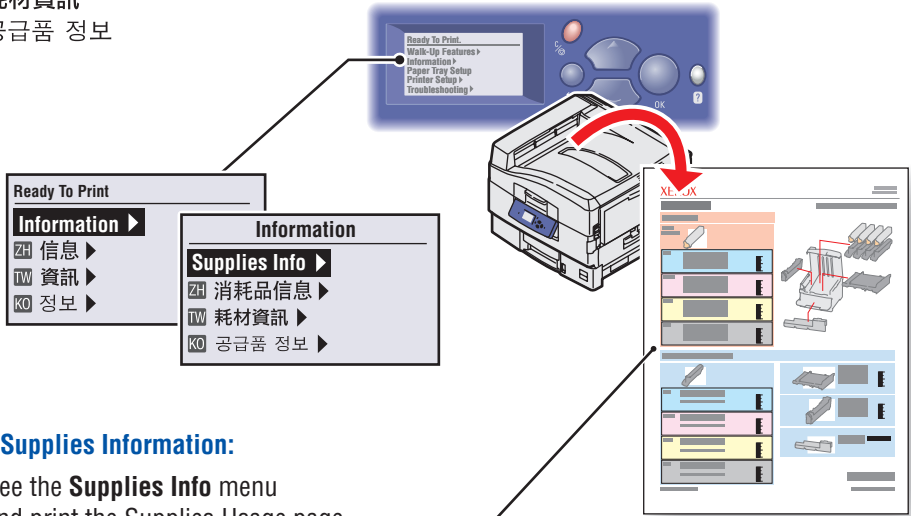 耗材資訊
공급품 정보
Ready To Print.
Walk-Up Features
Information
Paper Tray Setup
Printer Setup
Troubleshooting
OK
?
Ready To Print
Information
ZH 信息
TW 資訊
KO 정보
Information
Supplies Info
ZH 消耗品信息
TW 耗材資訊
KO 공급품 정보
Supplies Information:
ee the Supplies Info menu
nd print the Supplies Usage page